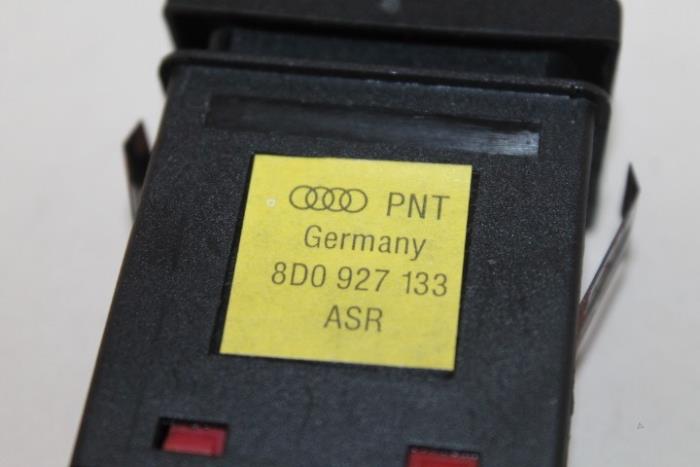 PNT
Germany
8D0 927 133
ASR